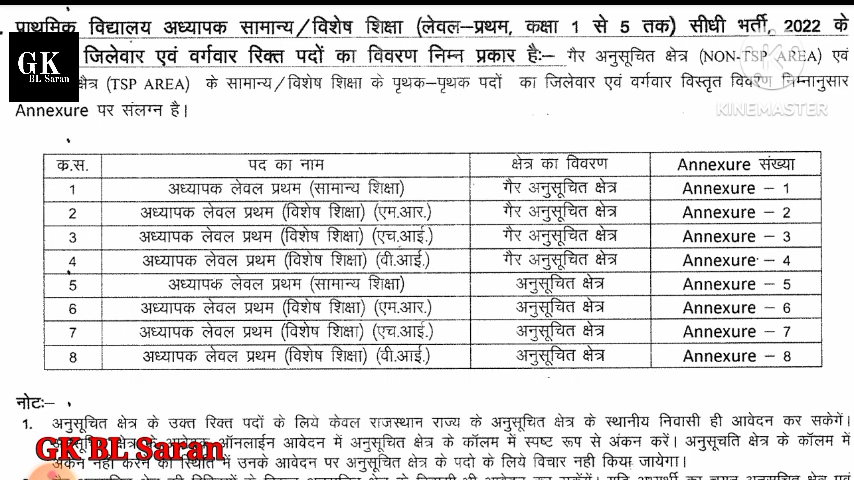 प्राथमिक विद्यालय अध्यापक सामान्य/विशेष शिक्षा (लेवल–प्रथम, कक्षा 1 से 5 तक) सीधी भर्ती, 2022 के
जिलेवार एवं वर्गवार रिक्त पदों का विवरण निम्न प्रकार हैः– गैर अनुसूचित क्षेत्र (NON-TSP AREA) एवं
क्षेत्र (TSP AREA) के सामान्य/विशेष शिक्षा के पृथक–पृथक पदों का जिलेवार एवं वर्गवार विस्तृत विवरण निम्नानुसार
Annexure पर संलग्न है।
GK
BL Saran
KINEMASTER
क.स. पद का नाम क्षेत्र का विवरण Annexure संख्या
1 अध्यापक लेवल प्रथम (सामान्य शिक्षा) गैर अनुसूचित क्षेत्र Annexure – 1
2 अध्यापक लेवल प्रथम (विशेष शिक्षा) (एम.आर.) गैर अनुसूचित क्षेत्र Annexure – 2
3 अध्यापक लेवल प्रथम (विशेष शिक्षा) (एच.आई.) गैर अनुसूचित क्षेत्र Annexure – 3
4 अध्यापक लेवल प्रथम (विशेष शिक्षा) (वी.आई.) गैर अनुसूचित क्षेत्र Annexure – 4
5 अध्यापक लेवल प्रथम (सामान्य शिक्षा) अनुसूचित क्षेत्र Annexure – 5
6 अध्यापक लेवल प्रथम (विशेष शिक्षा) (एम.आर.) अनुसूचित क्षेत्र Annexure – 6
7 अध्यापक लेवल प्रथम (विशेष शिक्षा) (एच.आई.) अनुसूचित क्षेत्र Annexure – 7
8 अध्यापक लेवल प्रथम (विशेष शिक्षा) (वी.आई.) अनुसूचित क्षेत्र Annexure – 8
नोटः–
1. अनुसूचित क्षेत्र के उक्त रिक्त पदों के लिये केवल राजस्थान राज्य के अनुसूचित क्षेत्र के स्थानीय निवासी ही आवेदन कर सकेगें।
ऑनलाईन आवेदन में अनुसूचित क्षेत्र के कॉलम में स्पष्ट रूप से अंकन करें। अनुसूचति क्षेत्र के कॉलम में
अंकन नही करने की स्थिति में उनके आवेदन पर अनुसूचित क्षेत्र के पदो के लिये विचार नही किया जायेगा।
GK BL Saran